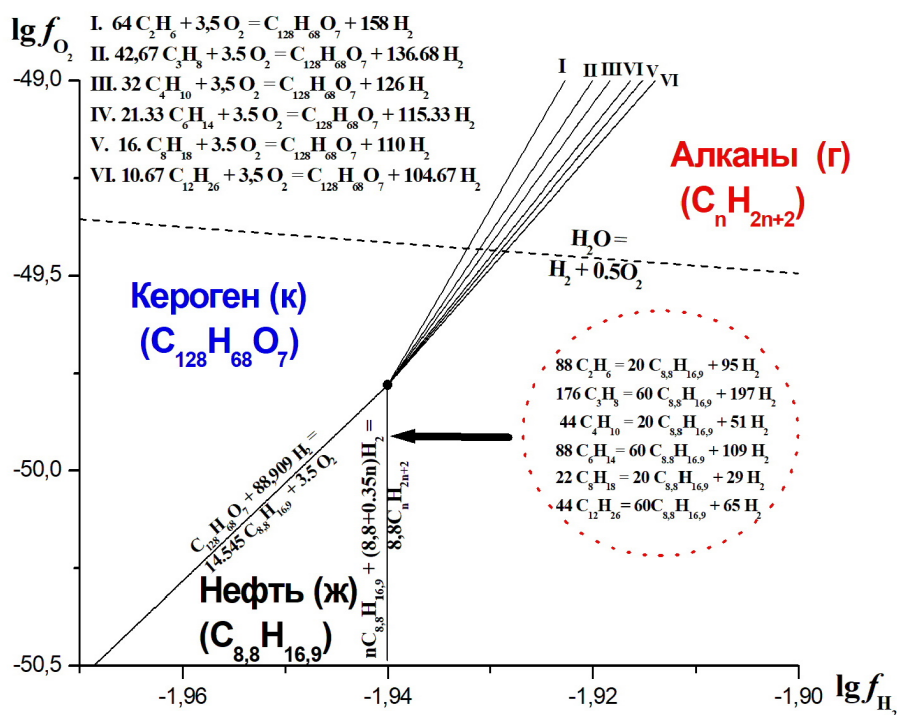 lg f O₂
I. 64 C₂H₆ + 3,5 O₂ = C₁₂₈H₆₈O₇ + 158 H₂
II. 42,67 C₃H₈ + 3.5 O₂ = C₁₂₈H₆₈O₇ + 136.68 H₂
III. 32 C₄H₁₀ + 3,5 O₂ = C₁₂₈H₆₈O₇ + 126 H₂
IV. 21.33 C₆H₁₄ + 3.5 O₂ = C₁₂₈H₆₈O₇ + 115.33 H₂
V. 16. C₈H₁₈ + 3.5 O₂ = C₁₂₈H₆₈O₇ + 110 H₂
VI. 10.67 C₁₂H₂₆ + 3,5 O₂ = C₁₂₈H₆₈O₇ + 104.67 H₂
I II III VI V VI
-49,0
-49,5
-50,0
-50,5
Алканы (г)
(CₙH₂ₙ₊₂)
H₂O =
H₂ + 0.5O₂
Кероген (к)
(C₁₂₈H₆₈O₇)
88 C₂H₆ = 20 C₈,₈H₁₆,₉ + 95 H₂
176 C₃H₈ = 60 C₈,₈H₁₆,₉ + 197 H₂
44 C₄H₁₀ = 20 C₈,₈H₁₆,₉ + 51 H₂
88 C₆H₁₄ = 60 C₈.₈H₁₆.₉ + 109 H₂
22 C₈H₁₈ = 20 C₈,₈H₁₆,₉ + 29 H₂
44 C₁₂H₂₆ = 60C₈,₈H₁₆,₉ + 65 H₂
C₁₂₈H₆₈O₇ + 88,909 H₂ =
14.545 C₈,₈H₁₆,₉ + 3.5 O₂
nC₈,₈H₁₆,₉ + (8,8+0.35n)H₂ =
8,8CₙH₂ₙ₊₂
Нефть (ж)
(C₈,₈H₁₆,₉)
-1,96
-1,94
-1,92
-1,90
lg f H₂